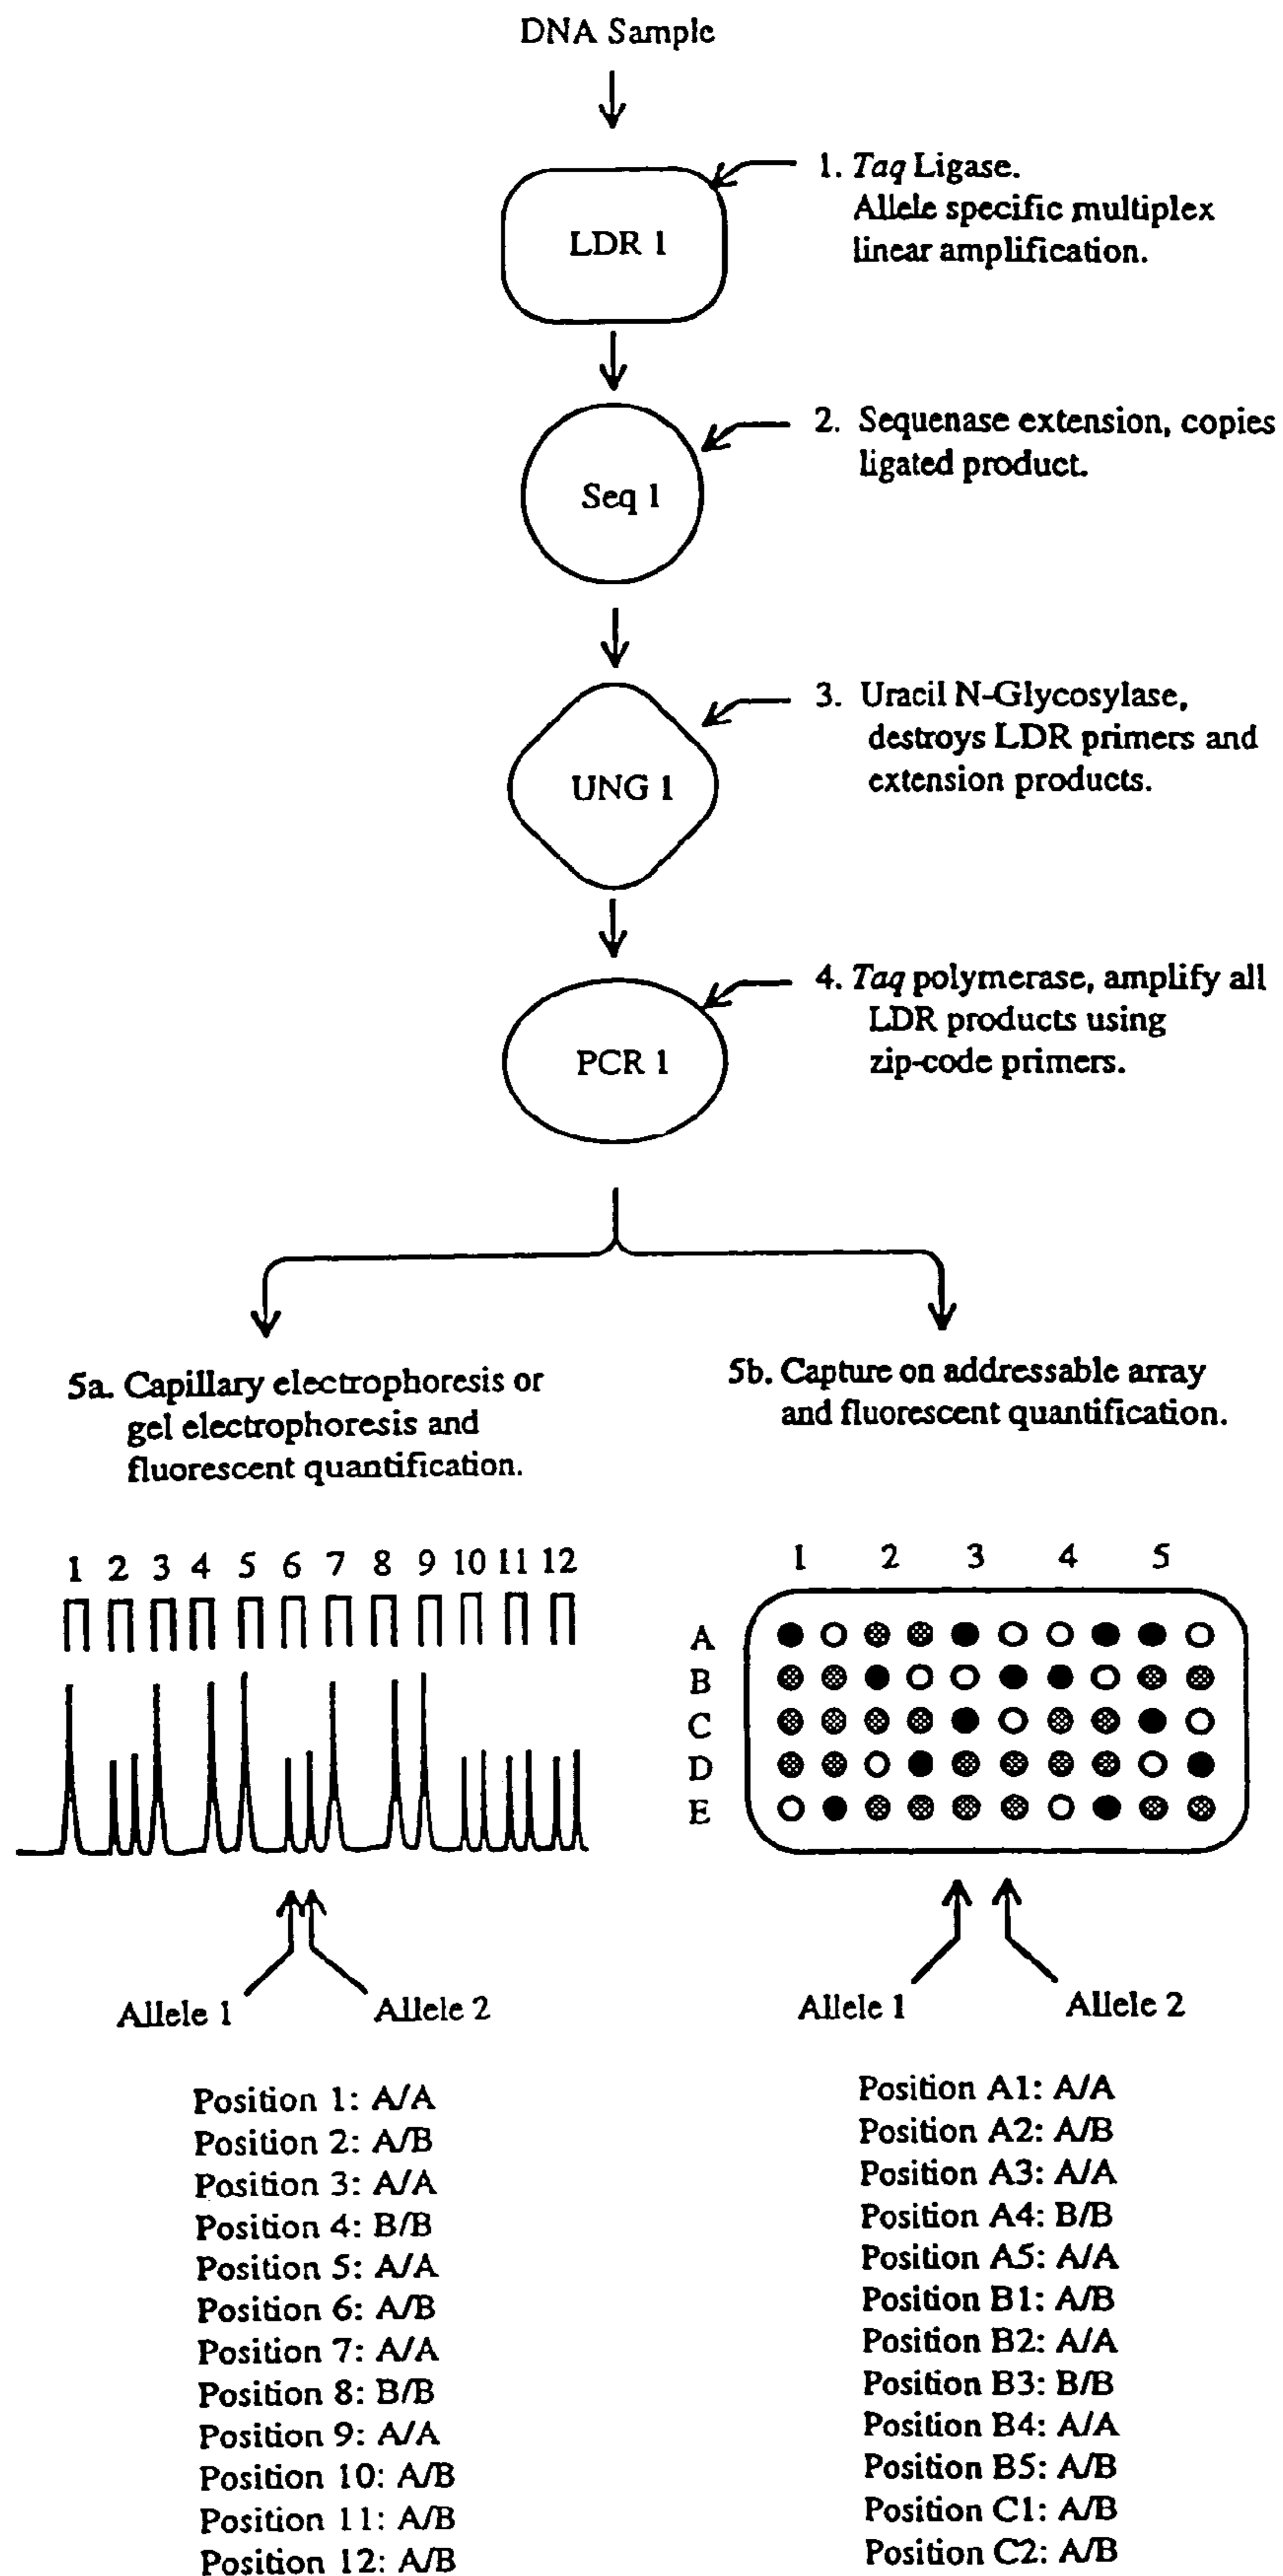 DNA Sample
LDR 1
1. Taq Ligase.
Allele specific multiplex
linear amplification.
Seq 1
2. Sequenase extension, copies
ligated product.
UNG 1
3. Uracil N-Glycosylase,
destroys LDR primers and
extension products.
PCR 1
4. Taq polymerase, amplify all
LDR products using
zip-code primers.
5a. Capillary electrophoresis or
gel electrophoresis and
fluorescent quantification.
1 2 3 4 5 6 7 8 9 10 11 12
Allele 1 Allele 2
Position 1: A/A
Position 2: A/B
Position 3: A/A
Position 4: B/B
Position 5: A/A
Position 6: A/B
Position 7: A/A
Position 8: B/B
Position 9: A/A
Position 10: A/B
Position 11: A/B
Position 12: A/B
5b. Capture on addressable array
and fluorescent quantification.
1 2 3 4 5
A
B
C
D
E
Allele 1 Allele 2
Position A1: A/A
Position A2: A/B
Position A3: A/A
Position A4: B/B
Position A5: A/A
Position B1: A/B
Position B2: A/A
Position B3: B/B
Position B4: A/A
Position B5: A/B
Position C1: A/B
Position C2: A/B